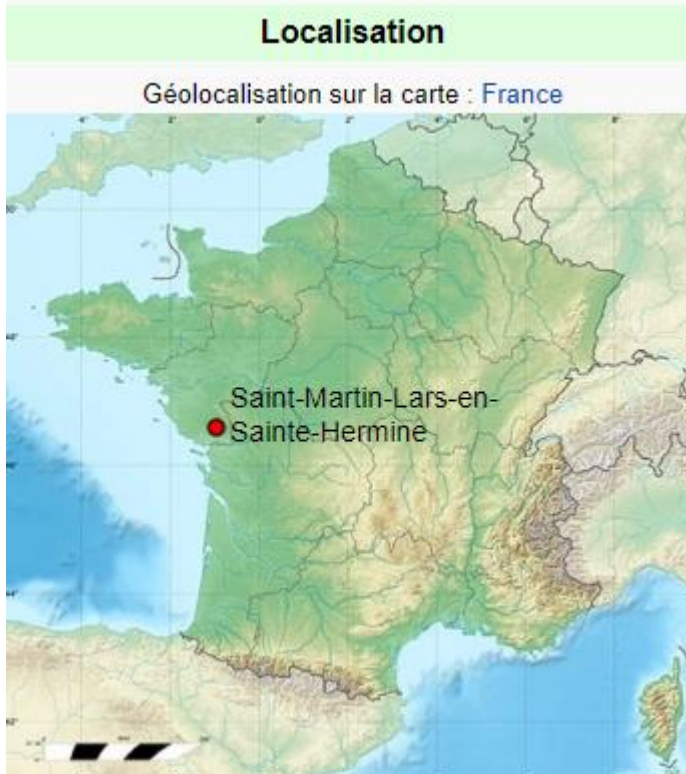 Localisation
Géolocalisation sur la carte : France
Saint-Martin-Lars-en-
Sainte-Hermine